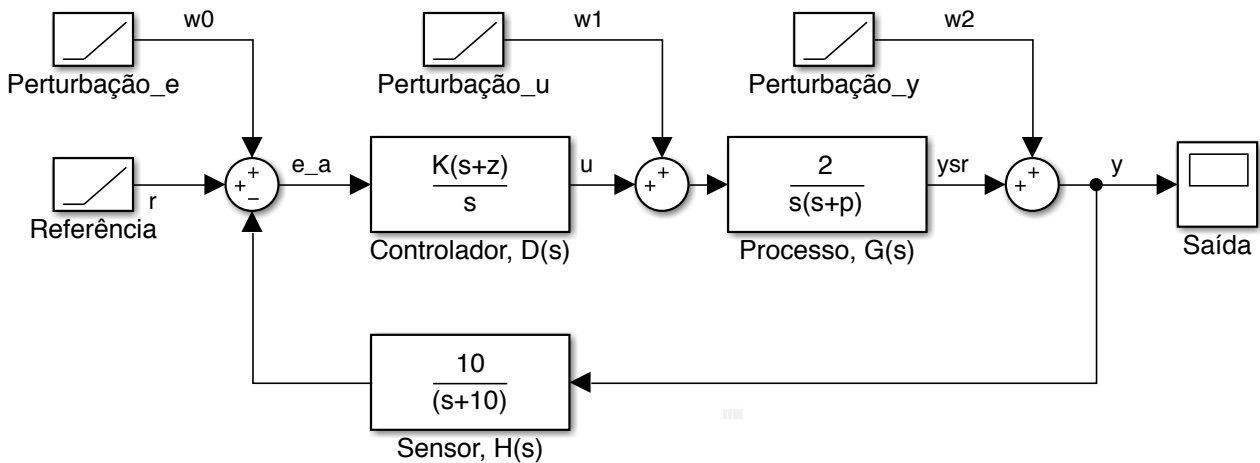 w0
w1
w2
Perturbação_e
Perturbação_u
Perturbação_y
+
+
−
r
Referência
e_a
K(s+z)
s
Controlador, D(s)
u
+
+
2
s(s+p)
Processo, G(s)
ysr
+
+
y
Saída
10
(s+10)
Sensor, H(s)